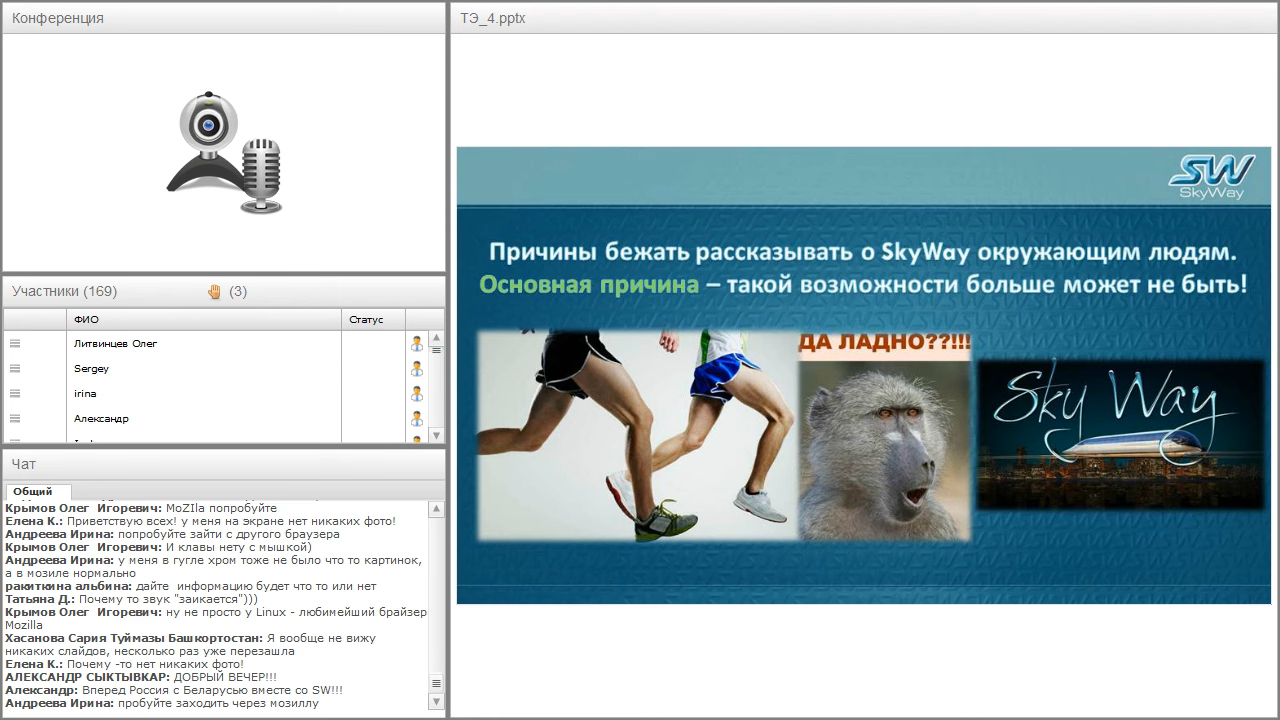 Конференция
Участники (169) (3)
ФИО Статус
Литвинцев Олег
Sergey
irina
Александр
Чат
Общий
Крымов Олег Игоревич: MoZIla попробуйте
Елена К.: Приветствую всех! у меня на экране нет никаких фото!
Андреева Ирина: попробуйте зайти с другого браузера
Крымов Олег Игоревич: И клавы нету с мышкой)
Андреева Ирина: у меня в гугле хром тоже не было что то картинок,
а в мозиле нормально
ракиткина альбина: дайте информацию будет что то или нет
Татьяна Д.: Почему то звук "заикается")))
Крымов Олег Игоревич: ну не просто у Linux - любимейший брайзер
Mozilla
Хасанова Сария Туймазы Башкортостан: Я вообще не вижу
никаких слайдов, несколько раз уже перезашла
Елена К.: Почему -то нет никаких фото!
АЛЕКСАНДР СЫКТЫВКАР: ДОБРЫЙ ВЕЧЕР!!!
Александр: Вперед Россия с Беларусью вместе со SW!!!
Андреева Ирина: пробуйте заходить через мозиллу
ТЭ_4.pptx
SW
SkyWay
Причины бежать рассказывать о SkyWay окружающим людям.
Основная причина – такой возможности больше может не быть!
ДА ЛАДНО??!!!
Sky Way